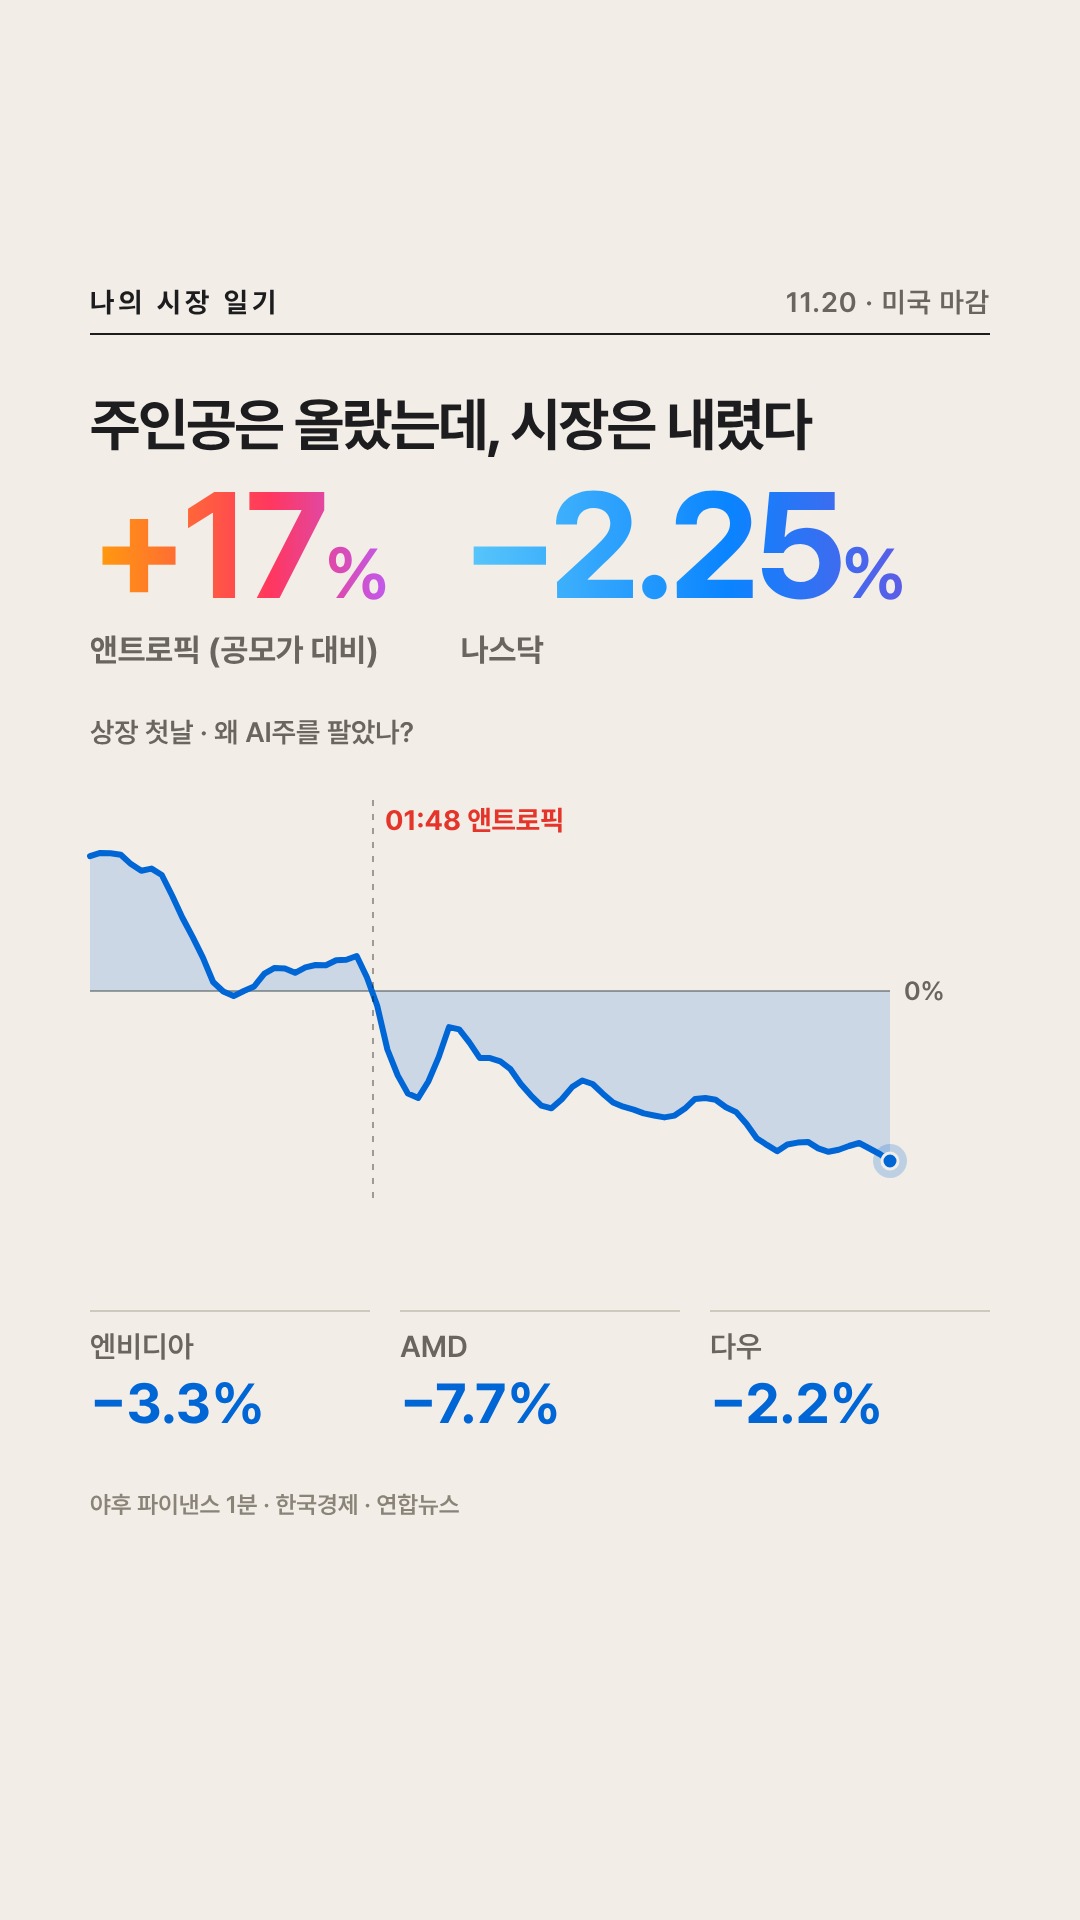 나의 시장 일기
11.20 · 미국 마감
주인공은 올랐는데, 시장은 내렸다
+17%
−2.25%
앤트로픽 (공모가 대비)
나스닥
상장 첫날 · 왜 AI주를 팔았나?
01:48 앤트로픽
0%
엔비디아
−3.3%
AMD
−7.7%
다우
−2.2%
야후 파이낸스 1분 · 한국경제 · 연합뉴스